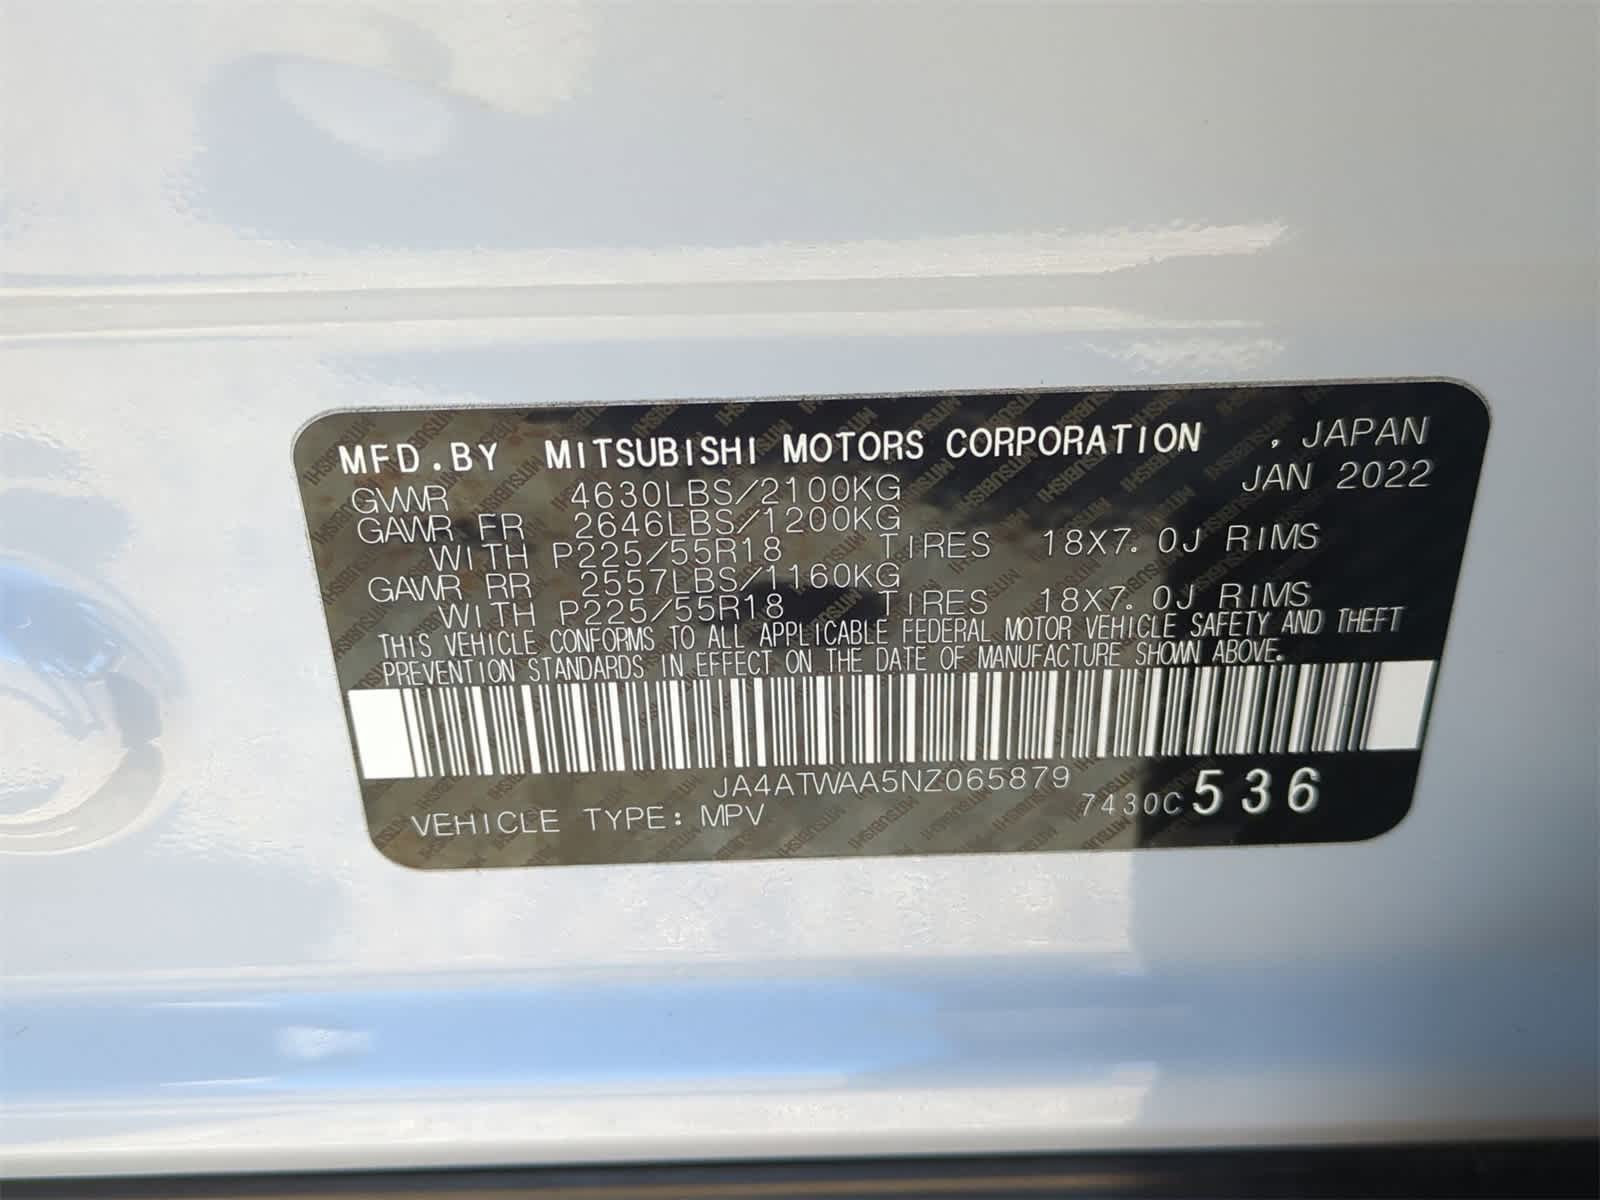 MFD.BY MITSUBISHI MOTORS CORPORATION , JAPAN
JAN 2022
GVWR 4630LBS/2100KG
GAWR FR 2646LBS/1200KG
WITH P225/55R18 TIRES 18X7.0J RIMS
GAWR RR 2557LBS/1160KG
WITH P225/55R18 TIRES 18X7.0J RIMS
THIS VEHICLE CONFORMS TO ALL APPLICABLE FEDERAL MOTOR VEHICLE SAFETY AND THEFT
PREVENTION STANDARDS IN EFFECT ON THE DATE OF MANUFACTURE SHOWN ABOVE.
JA4ATWAA5NZ065879
VEHICLE TYPE: MPV 7430C 536